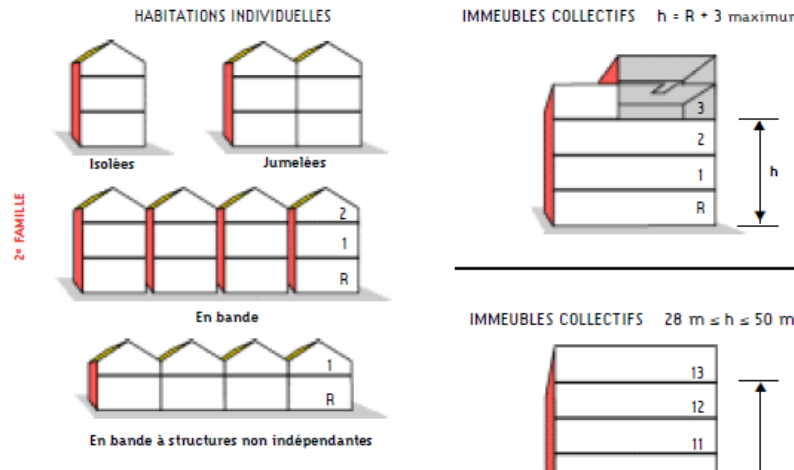 HABITATIONS INDIVIDUELLES
Isolées
Jumelées
2e FAMILLE
2
1
R
En bande
1
R
En bande à structures non indépendantes
IMMEUBLES COLLECTIFS h = R + 3 maximum
3
2
1
R
h
IMMEUBLES COLLECTIFS 28 m ≤ h ≤ 50 m
13
12
11